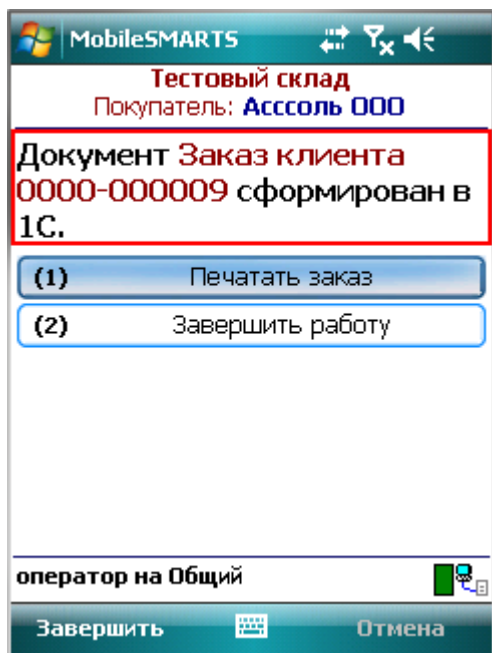 MobileSMARTS
Тестовый склад
Покупатель: Асссоль ООО
Документ Заказ клиента
0000-000009 сформирован в
1С.
(1) Печатать заказ
(2) Завершить работу
оператор на Общий
Завершить Отмена